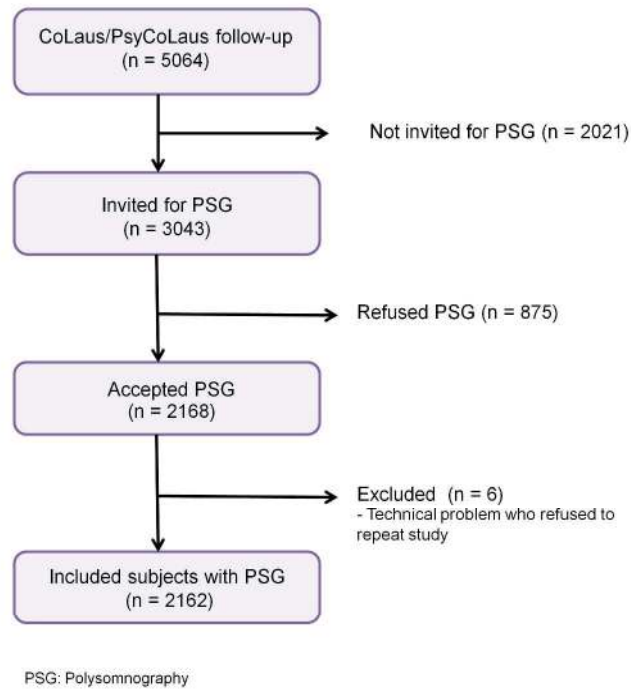 CoLaus/PsyCoLaus follow-up
(n = 5064)
Not invited for PSG (n = 2021)
Invited for PSG
(n = 3043)
Refused PSG (n = 875)
Accepted PSG
(n = 2168)
Excluded (n = 6)
- Technical problem who refused to
repeat study
Included subjects with PSG
(n = 2162)
PSG: Polysomnography